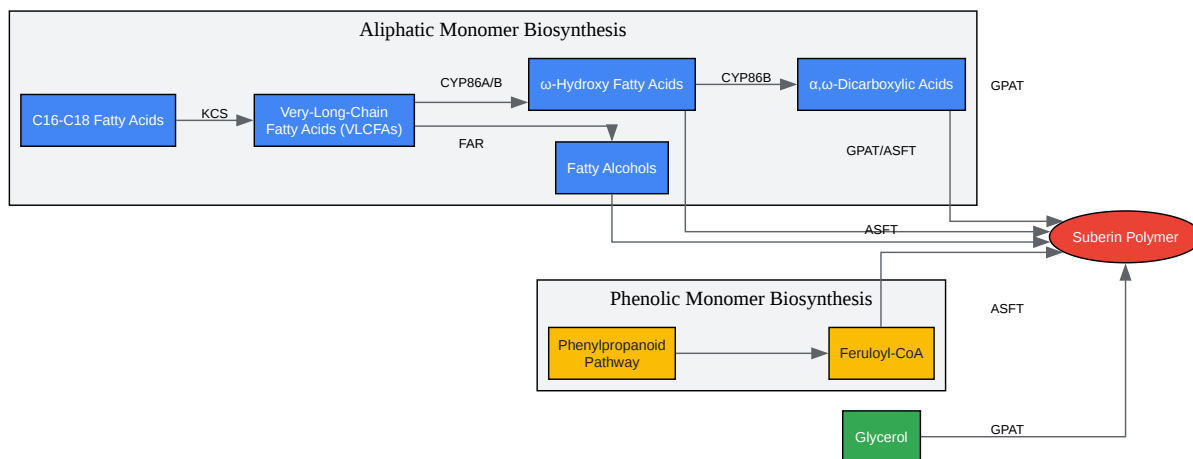 Aliphatic Monomer Biosynthesis
C16-C18 Fatty Acids
KCS
Very-Long-Chain
Fatty Acids (VLCFAs)
CYP86A/B
FAR
ω-Hydroxy Fatty Acids
CYP86B
α,ω-Dicarboxylic Acids
GPAT
Fatty Alcohols
GPAT/ASFT
ASFT
Suberin Polymer
Phenolic Monomer Biosynthesis
ASFT
Phenylpropanoid
Pathway
Feruloyl-CoA
Glycerol
GPAT